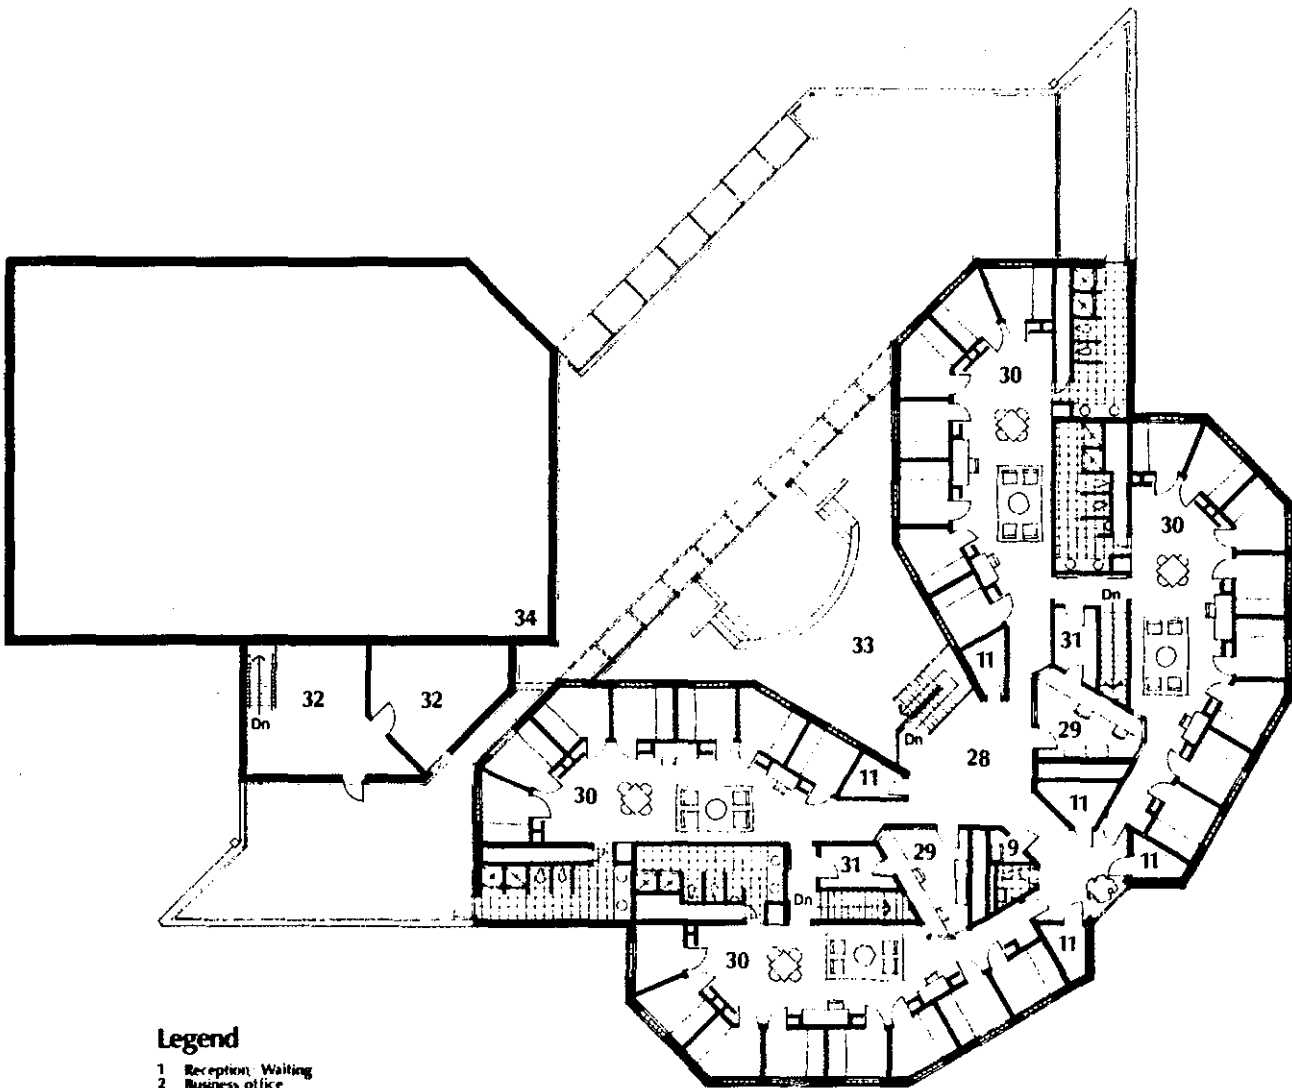 30
30
34
31
33
11
32
32
Dn
Dn
29
Dn
28
11
30
11
11
9
29
31
Dn
11
30
Legend
1 Reception, Waiting
2 Business office